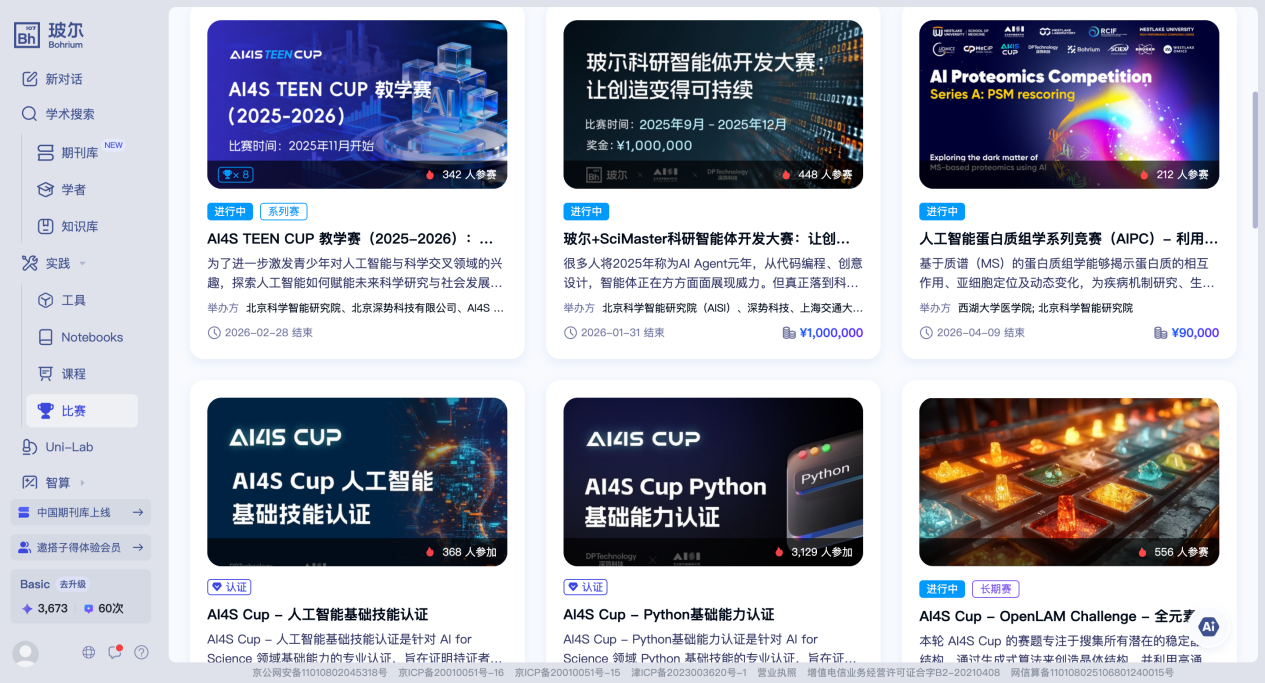 107
Bh
玻尔
Bohrium
新对话
学术搜索
期刊库 NEW
学者
知识库
实践
工具
Notebooks
课程
比赛
Uni-Lab
智算
中国期刊库上线
邀搭子得体验会员
Basic 去升级
3,673 60次
AI4S TEEN CUP
AI4S TEEN CUP 教学赛
(2025-2026)
比赛时间：2025年11月开始
AI
x 8
342 人参赛
进行中 系列赛
AI4S TEEN CUP 教学赛（2025-2026）：...
为了进一步激发青少年对人工智能与科学交叉领域的兴
趣，探索人工智能如何赋能未来科学研究与社会发展...
举办方 北京科学智能研究院、北京深势科技有限公司、AI4S ...
2026-02-28 结束
玻尔科研智能体开发大赛：
让创造变得可持续
比赛时间：2025年9月 - 2025年12月
奖金：¥1,000,000
Bh 玻尔 × AISI × DPTechnology 深势科技
448 人参赛
进行中
玻尔+SciMaster科研智能体开发大赛：让创...
很多人将2025年称为AI Agent元年，从代码编程、创意
设计，智能体正在方方面面展现威力。但真正落到科...
举办方 北京科学智能研究院（AISI）、深势科技、上海交通大...
2026-01-31 结束
¥1,000,000
WESTLAKE UNIVERSITY SCHOOL OF MEDICINE AISI WESTLAKE LABORATORY RCIF WESTLAKE UNIVERSITY
HiCP AI4S CUP DPTechnology Bohrium SCIEX WESTLAKE OMICS
AI Proteomics Competition
Series A: PSM rescoring
Exploring the dark matter of
MS-based proteomics using AI
212 人参赛
进行中
人工智能蛋白质组学系列竞赛（AIPC）- 利用...
基于质谱（MS）的蛋白质组学能够揭示蛋白质的相互
作用、亚细胞定位及动态变化，为疾病机制研究、生...
举办方 西湖大学医学院; 北京科学智能研究院
2026-04-09 结束
¥90,000
AI4S CUP
AI4S Cup 人工智能
基础技能认证
368 人参加
认证
AI4S Cup - 人工智能基础技能认证
AI4S Cup - 人工智能基础技能认证是针对 AI for
Science 领域基础能力的专业认证，旨在证明持证者...
AI4S CUP
AI4S Cup Python
基础能力认证
Python
DPTechnology 深势科技 × AISI
3,129 人参加
认证
AI4S Cup - Python基础能力认证
AI4S Cup - Python基础能力认证是针对 AI for
Science 领域 Python 技能的专业认证，旨在证...
556 人参赛
进行中 长期赛
AI4S Cup - OpenLAM Challenge - 全元素
本轮 AI4S Cup 的赛题专注于搜集所有潜在的稳定晶
结构，通过生成式算法来创造晶体结构，并利用高通
Ai
京公网安备11010802045318号 京ICP备20010051号-16 京ICP备20010051号-15 津ICP备2023003620号-1 营业执照 增值电信业务经营许可证合字B2-20210408 网信算备110108025106801240015号